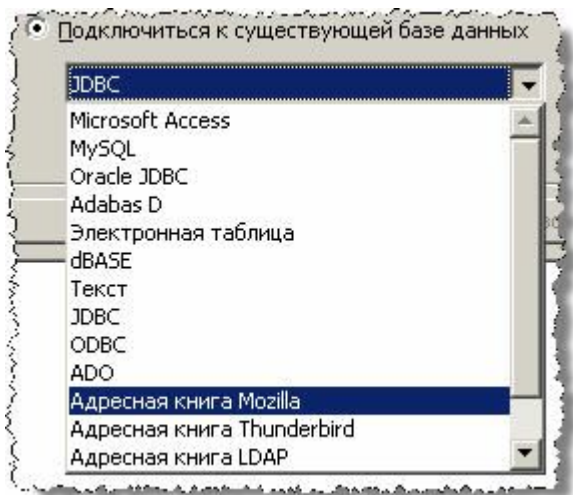 Подключиться к существующей базе данных
JDBC
Microsoft Access
MySQL
Oracle JDBC
Adabas D
Электронная таблица
dBASE
Текст
JDBC
ODBC
ADO
Адресная книга Mozilla
Адресная книга Thunderbird
Адресная книга LDAP